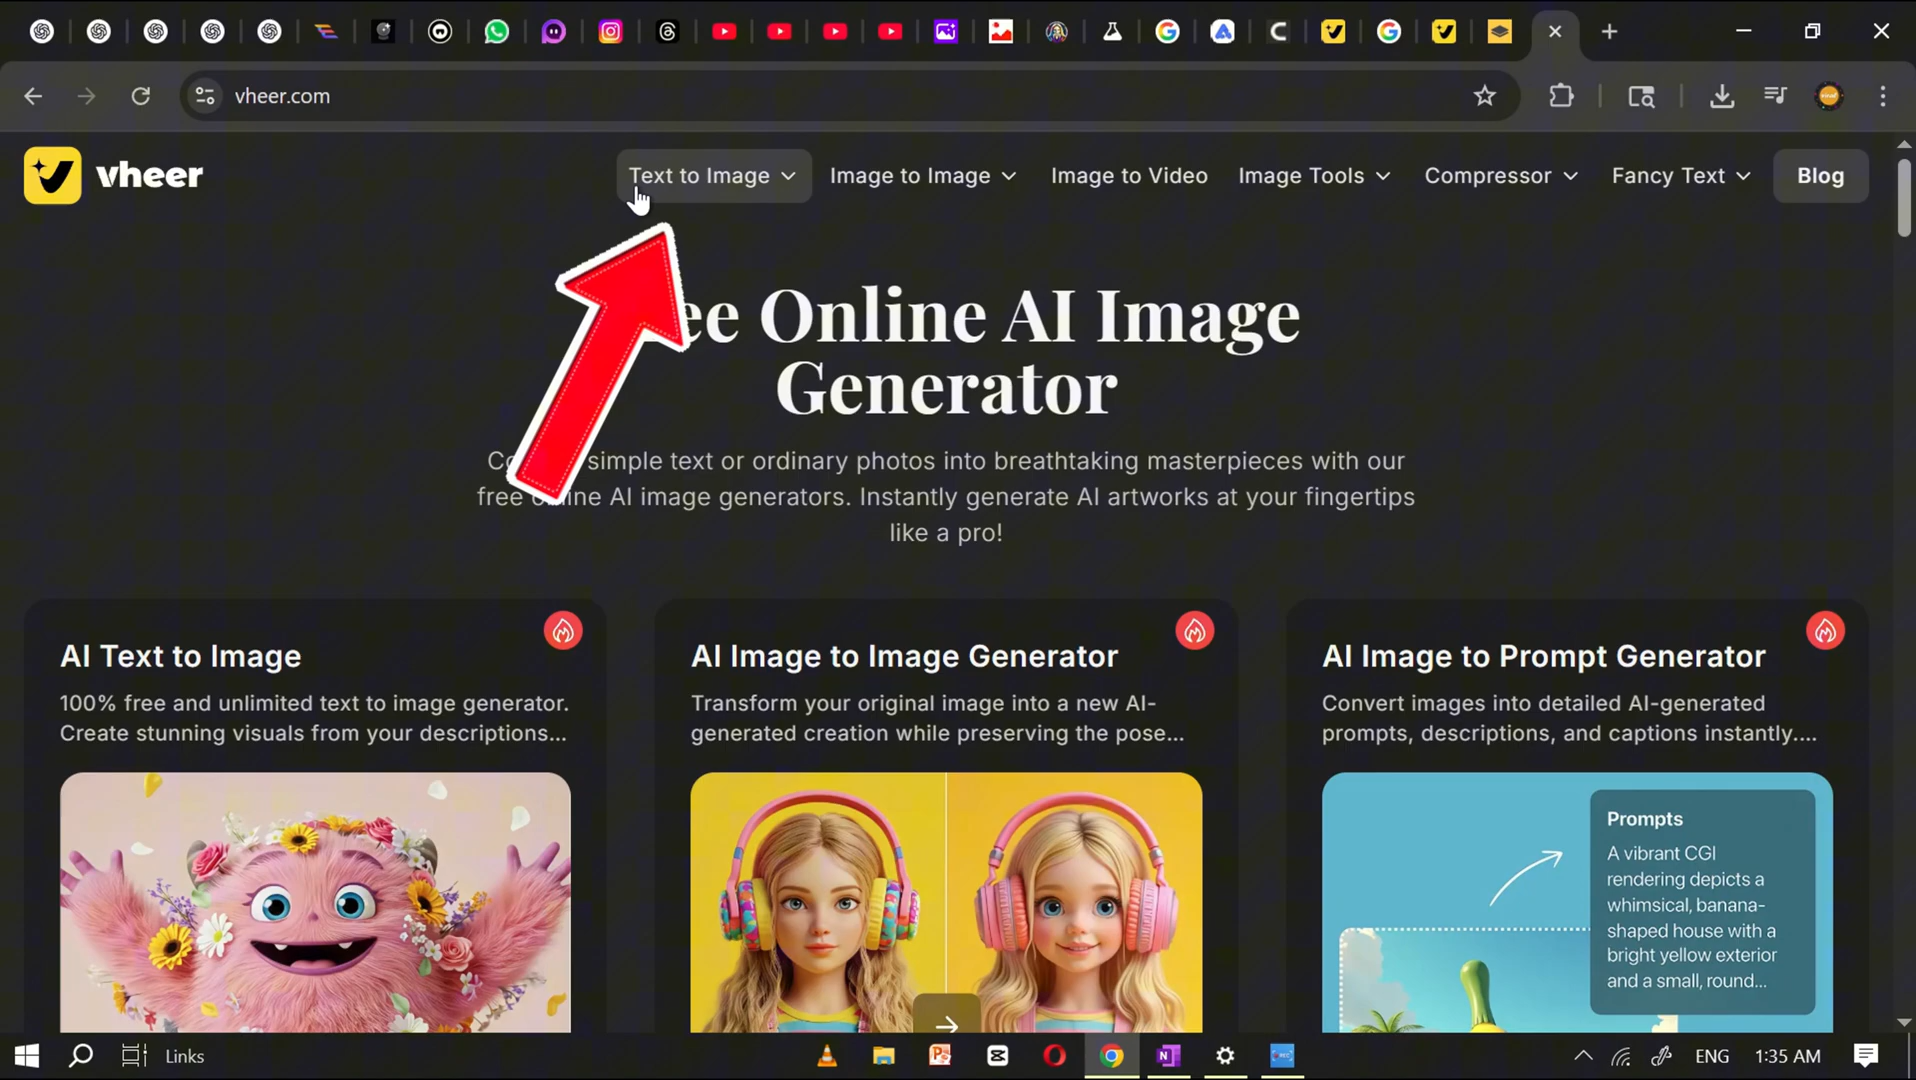 vheer.com
vheer
Text to Image
Image to Image
Image to Video
Image Tools
Compressor
Fancy Text
Blog
ee Online AI Image
Generator
simple text or ordinary photos into breathtaking masterpieces with our
free online AI image generators. Instantly generate AI artworks at your fingertips
like a pro!
AI Text to Image
100% free and unlimited text to image generator.
Create stunning visuals from your descriptions...
AI Image to Image Generator
Transform your original image into a new AI-
generated creation while preserving the pose...
AI Image to Prompt Generator
Convert images into detailed AI-generated
prompts, descriptions, and captions instantly....
Prompts
A vibrant CGI
rendering depicts a
whimsical, banana-
shaped house with a
bright yellow exterior
and a small, round...
Links
ENG
1:35 AM